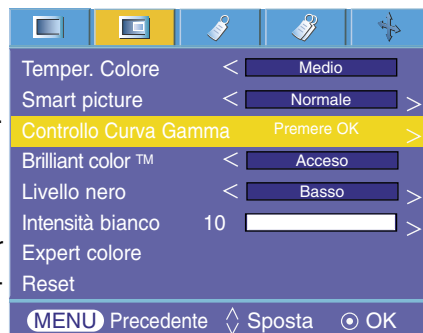 Temper. Colore < Medio
Smart picture < Normale >
Controllo Curva Gamma Premere OK >
Brilliant color ™ < Acceso
Livello nero < Basso >
Intensità bianco 10 >
Expert colore
Reset
MENU Precedente Sposta OK